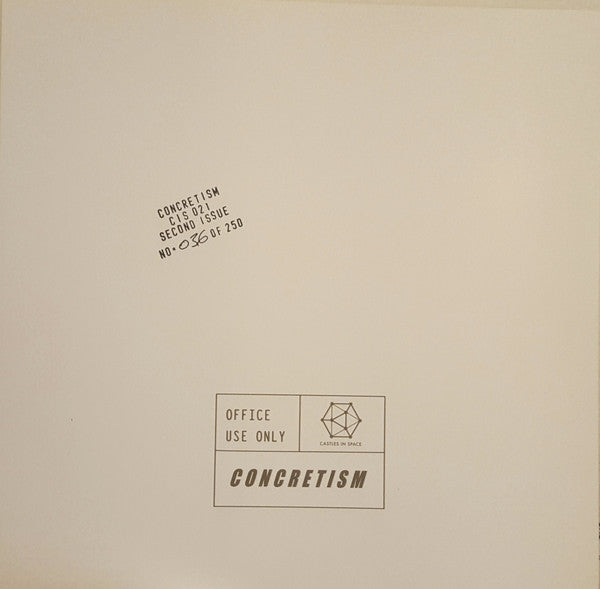 CONCRETISM
CIS 021
SECOND ISSUE
NO. 036 OF 250
OFFICE
USE ONLY
CASTLES IN SPACE
CONCRETISM